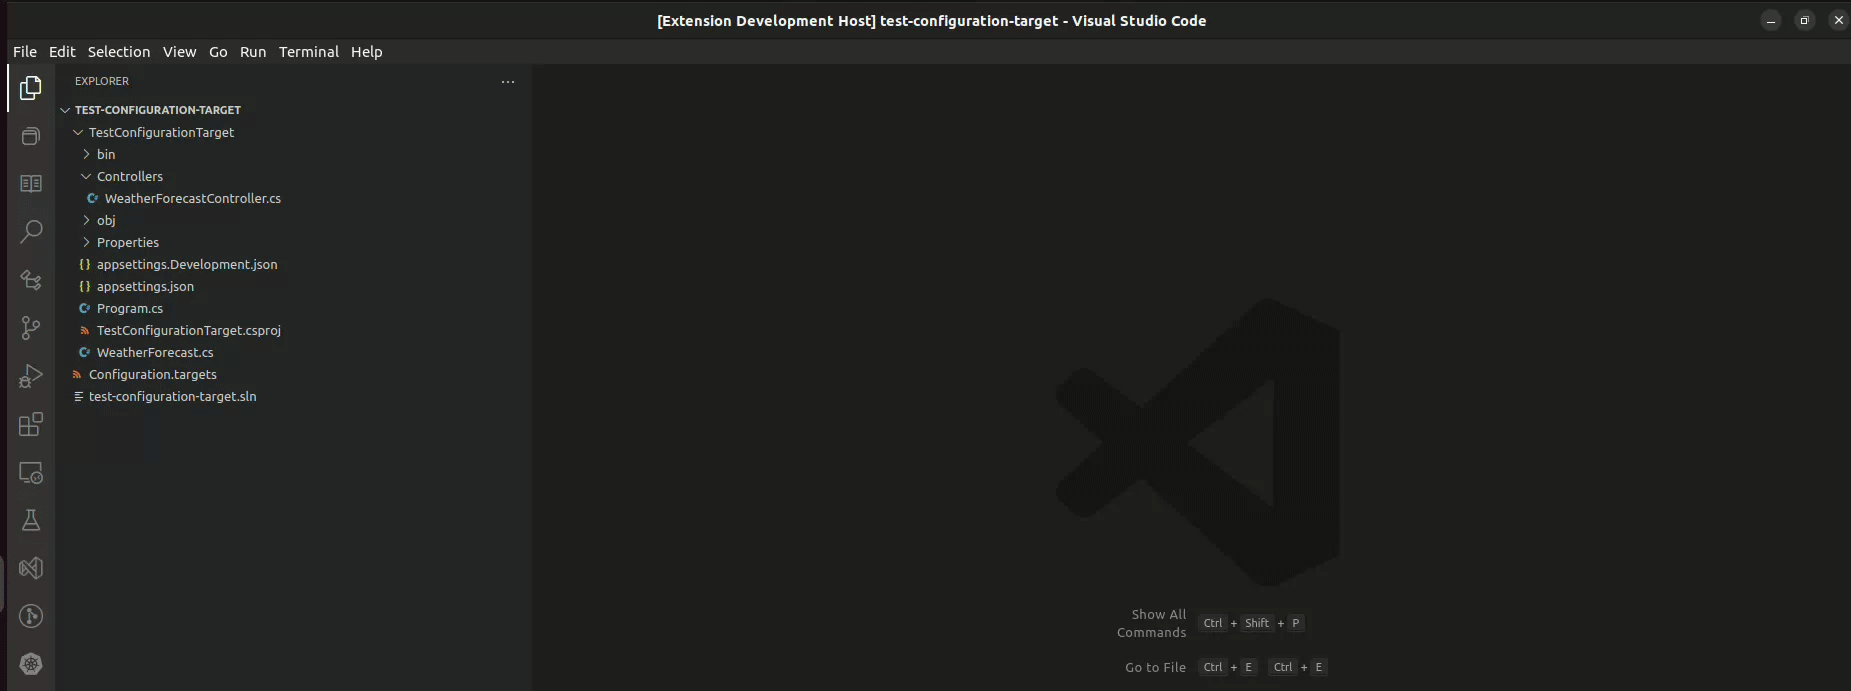 [Extension Development Host] test-configuration-target - Visual Studio Code
File Edit Selection View Go Run Terminal Help
EXPLORER
TEST-CONFIGURATION-TARGET
TestConfigurationTarget
bin
Controllers
WeatherForecastController.cs
obj
Properties
appsettings.Development.json
appsettings.json
Program.cs
TestConfigurationTarget.csproj
WeatherForecast.cs
Configuration.targets
test-configuration-target.sln
Show All
Commands
Ctrl + Shift + P
Go to File Ctrl + E Ctrl + E